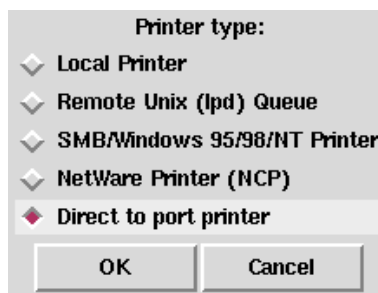 Printer type:
Local Printer
Remote Unix (lpd) Queue
SMB/Windows 95/98/NT Printer
NetWare Printer (NCP)
Direct to port printer
OK Cancel